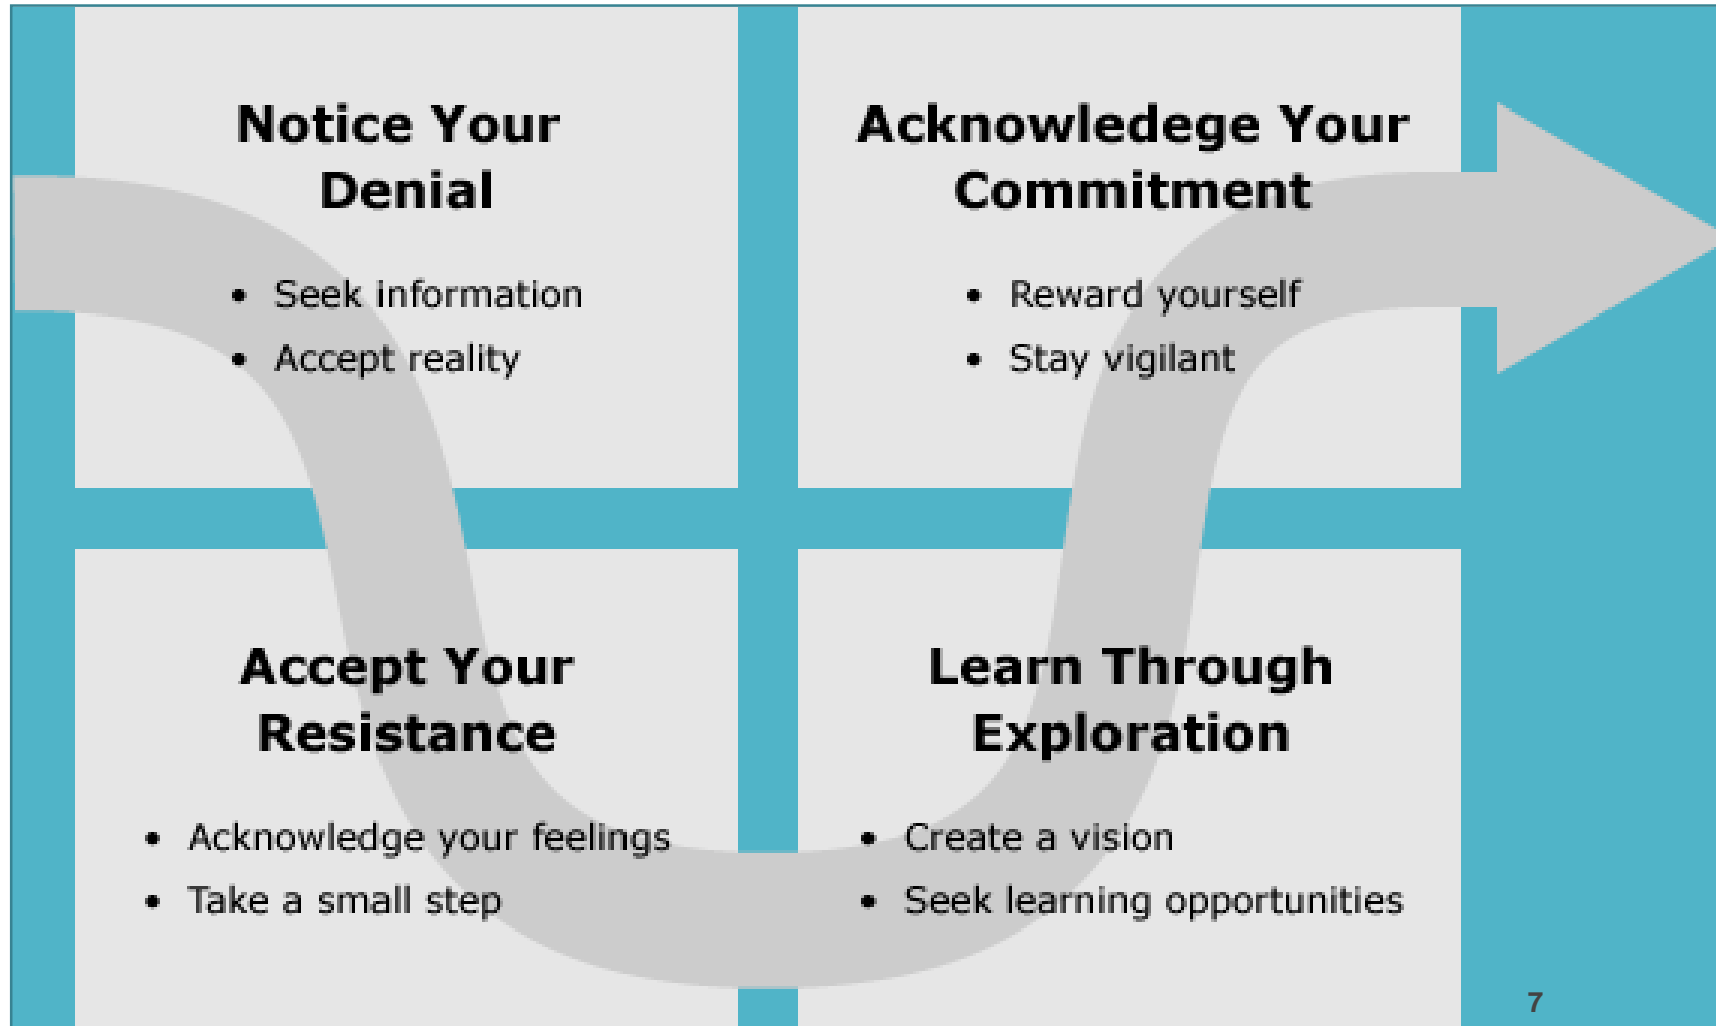 Notice Your
Denial
• Seek information
• Accept reality
Acknowledege Your
Commitment
• Reward yourself
• Stay vigilant
Accept Your
Resistance
• Acknowledge your feelings
• Take a small step
Learn Through
Exploration
• Create a vision
• Seek learning opportunities
7